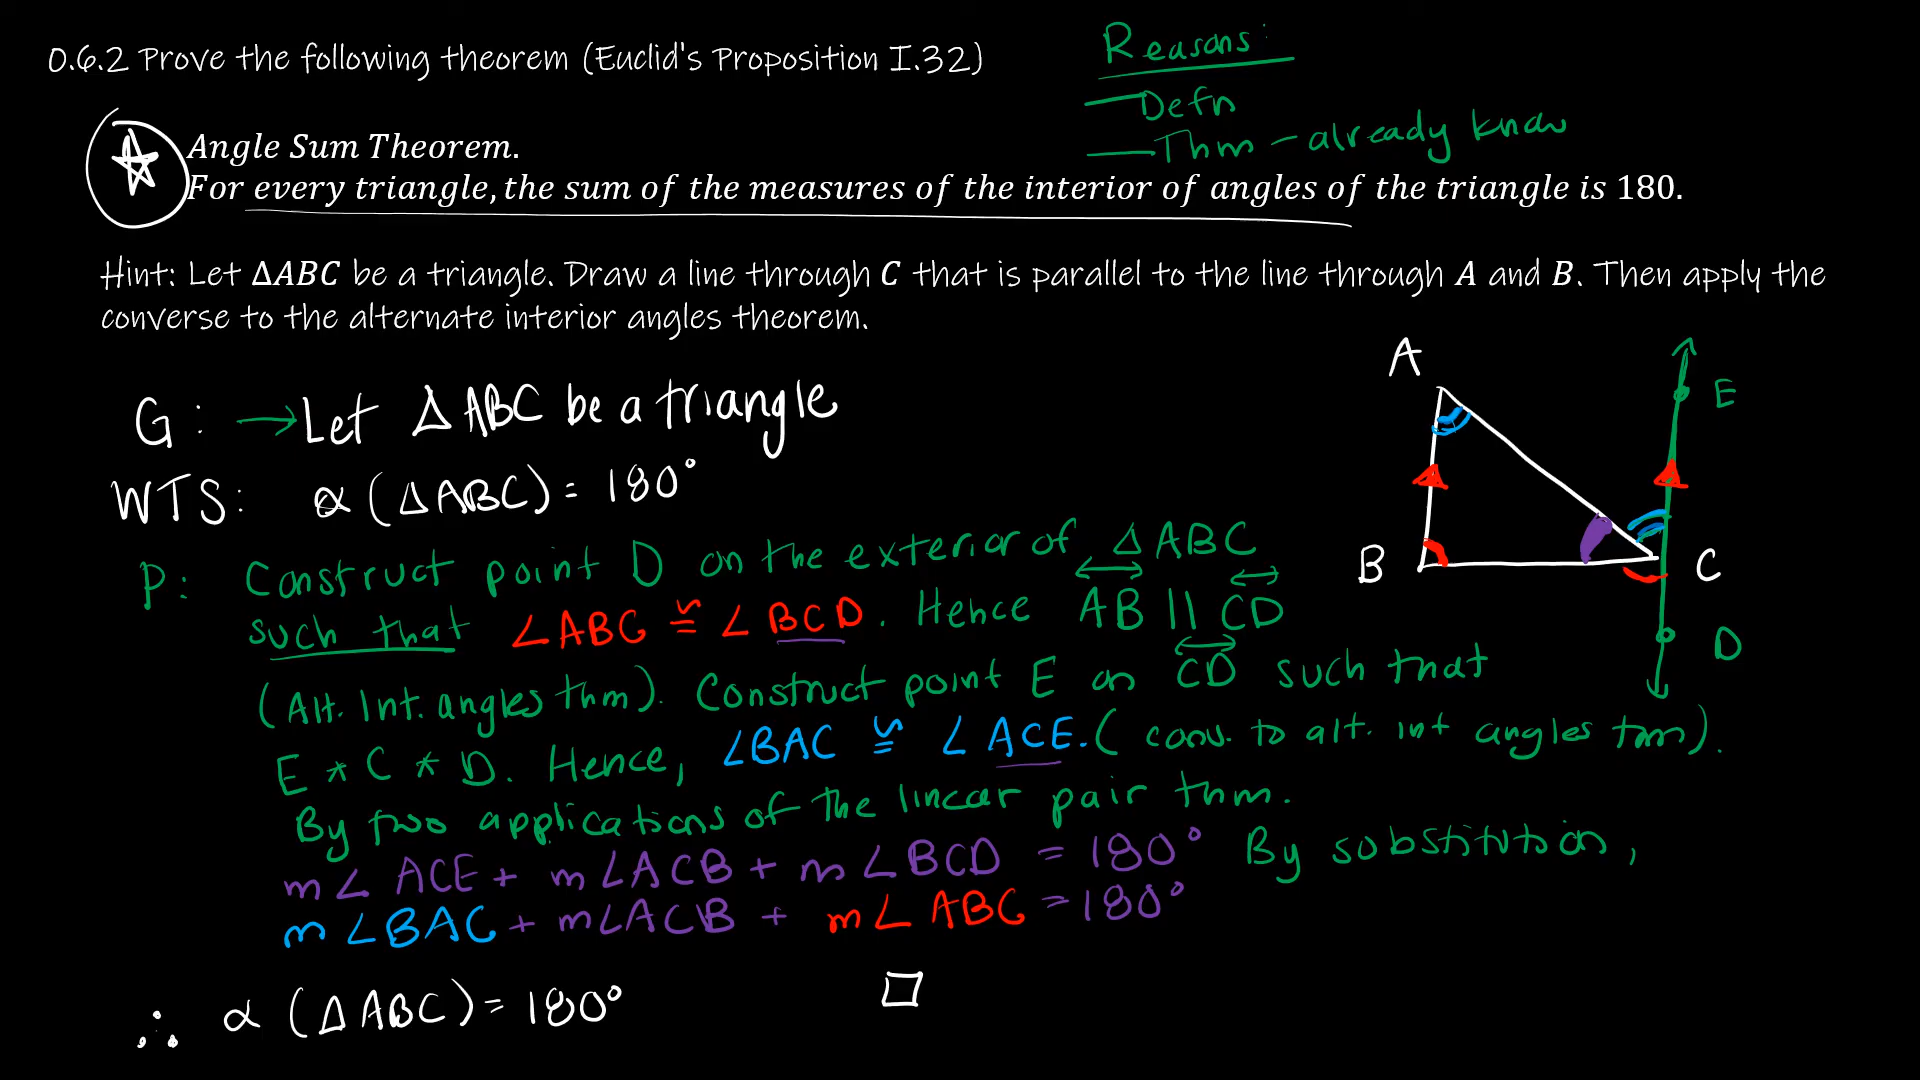 0.6.2 Prove the following theorem (Euclid's Proposition I.32)
Reasons:
— Defn
— Thm – already know
Angle Sum Theorem.
For every triangle, the sum of the measures of the interior of angles of the triangle is 180.
Hint: Let ΔABC be a triangle. Draw a line through C that is parallel to the line through A and B. Then apply the
converse to the alternate interior angles theorem.
G: → Let △ABC be a triangle
WTS: α(△ABC) = 180°
P: Construct point D on the exterior of △ABC
such that ∠ABC ≅ ∠BCD. Hence AB || CD
(Alt. Int. angles thm). Construct point E on CD such that
E * C * D. Hence, ∠BAC ≅ ∠ACE. (conv. to alt. int angles tm).
By two applications of the linear pair thm.
m∠ACE + m∠ACB + m∠BCD = 180° By substitution,
m∠BAC + m∠ACB + m∠ABC = 180°
∴ α(△ABC) = 180° □
A
E
B
C
D